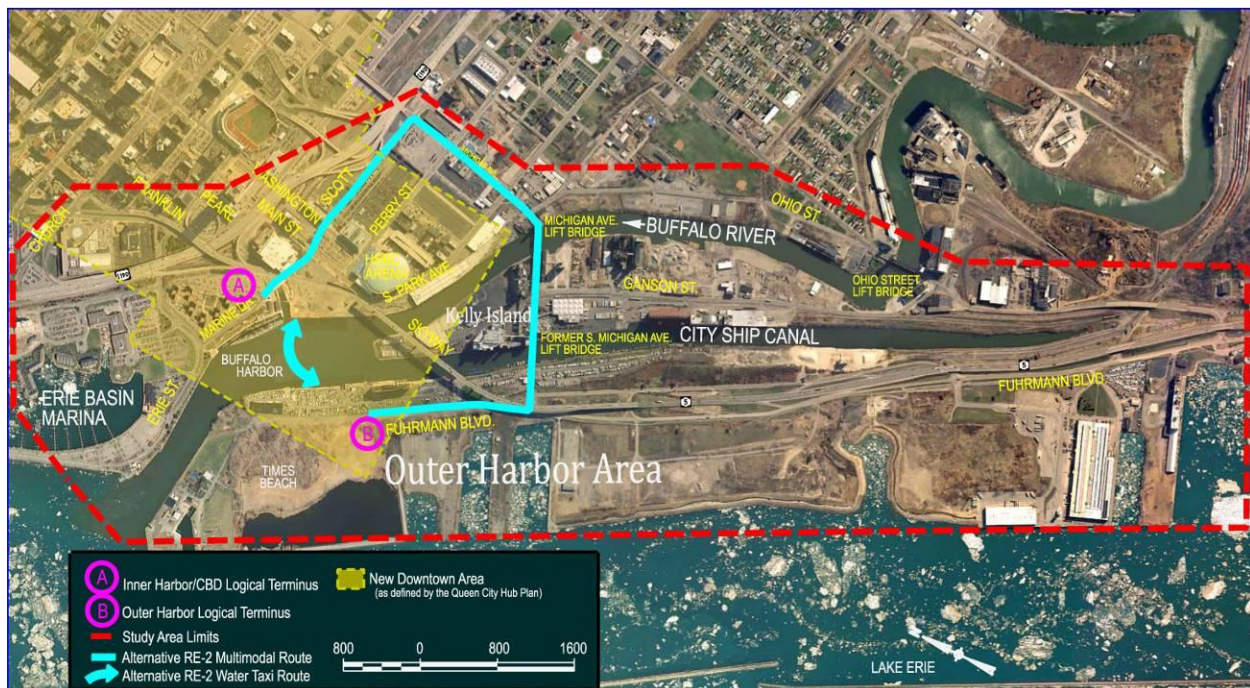 I190
CHURCH
FRANKLIN
PEARL
WASHINGTON
MAIN ST
SCOTT
PERRY ST.
HSBC
ARENA
S. PARK AVE.
MICHIGAN AVE.
LIFT BRIDGE
BUFFALO RIVER
OHIO ST.
OHIO STREET
LIFT BRIDGE
GANSON ST.
I190
A
MARINE DR.
SKYWAY
Kelly Island
FORMER S. MICHIGAN AVE.
LIFT BRIDGE
CITY SHIP CANAL
BUFFALO
HARBOR
ERIE ST.
ERIE BASIN
MARINA
5
5
FUHRMANN BLVD.
B
FUHRMANN BLVD.
TIMES
BEACH
Outer Harbor Area
A
Inner Harbor/CBD Logical Terminus
B
Outer Harbor Logical Terminus
Study Area Limits
Alternative RE-2 Multimodal Route
Alternative RE-2 Water Taxi Route
New Downtown Area
(as defined by the Queen City Hub Plan)
800 0 800 1600
LAKE ERIE